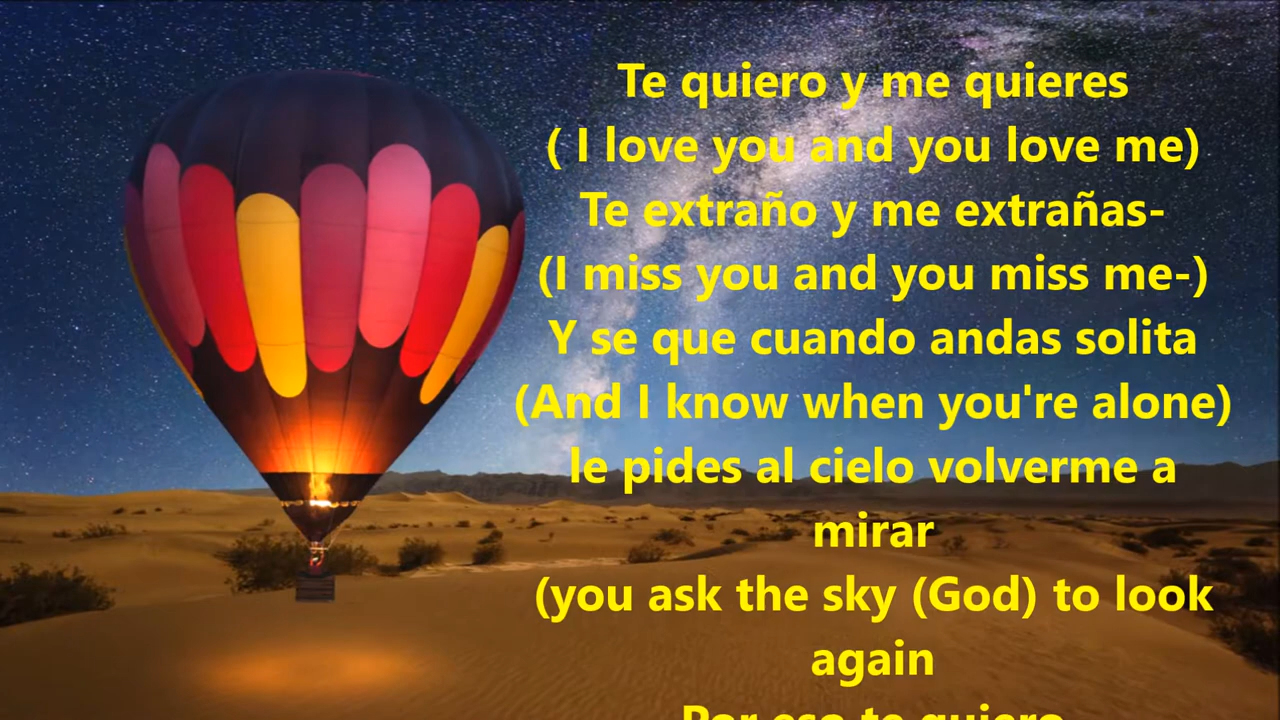 Te quiero y me quieres
( I love you and you love me)
Te extraño y me extrañas-
(I miss you and you miss me-)
Y se que cuando andas solita
(And I know when you're alone)
le pides al cielo volverme a
mirar
(you ask the sky (God) to look
again
Por eso te quiero